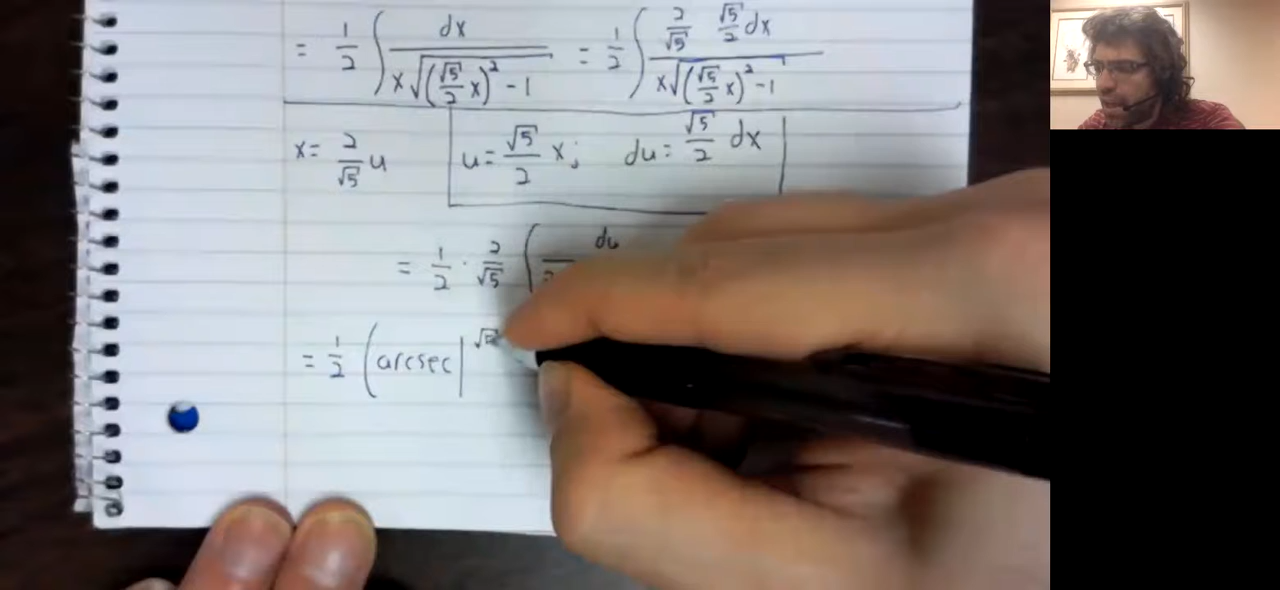 = 1/2 ∫ dx / (x√((√5/2 x)² - 1)) = 1/2 ∫ (2/√5 √5/2 dx) / (x√((√5/2 x)² - 1))
x = 2/√5 u   u = √5/2 x;   du = √5/2 dx
= 1/2 · 2/√5 ∫ du
= 1/2 ( arcsec |